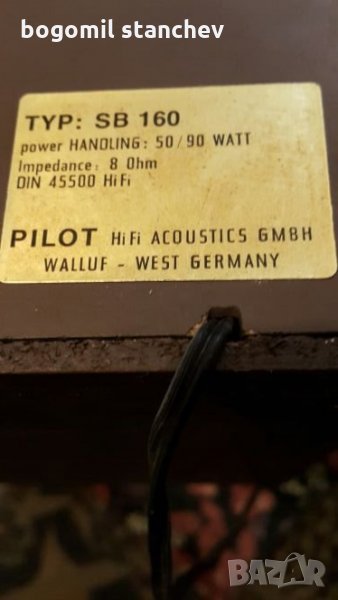 bogomil stanchev
TYP: SB 160
power HANDLING: 50/90 WATT
Impedance: 8 Ohm
DIN 45500 HiFi
PILOT HiFi ACOUSTICS GMBH
WALLUF - WEST GERMANY
BAZAR